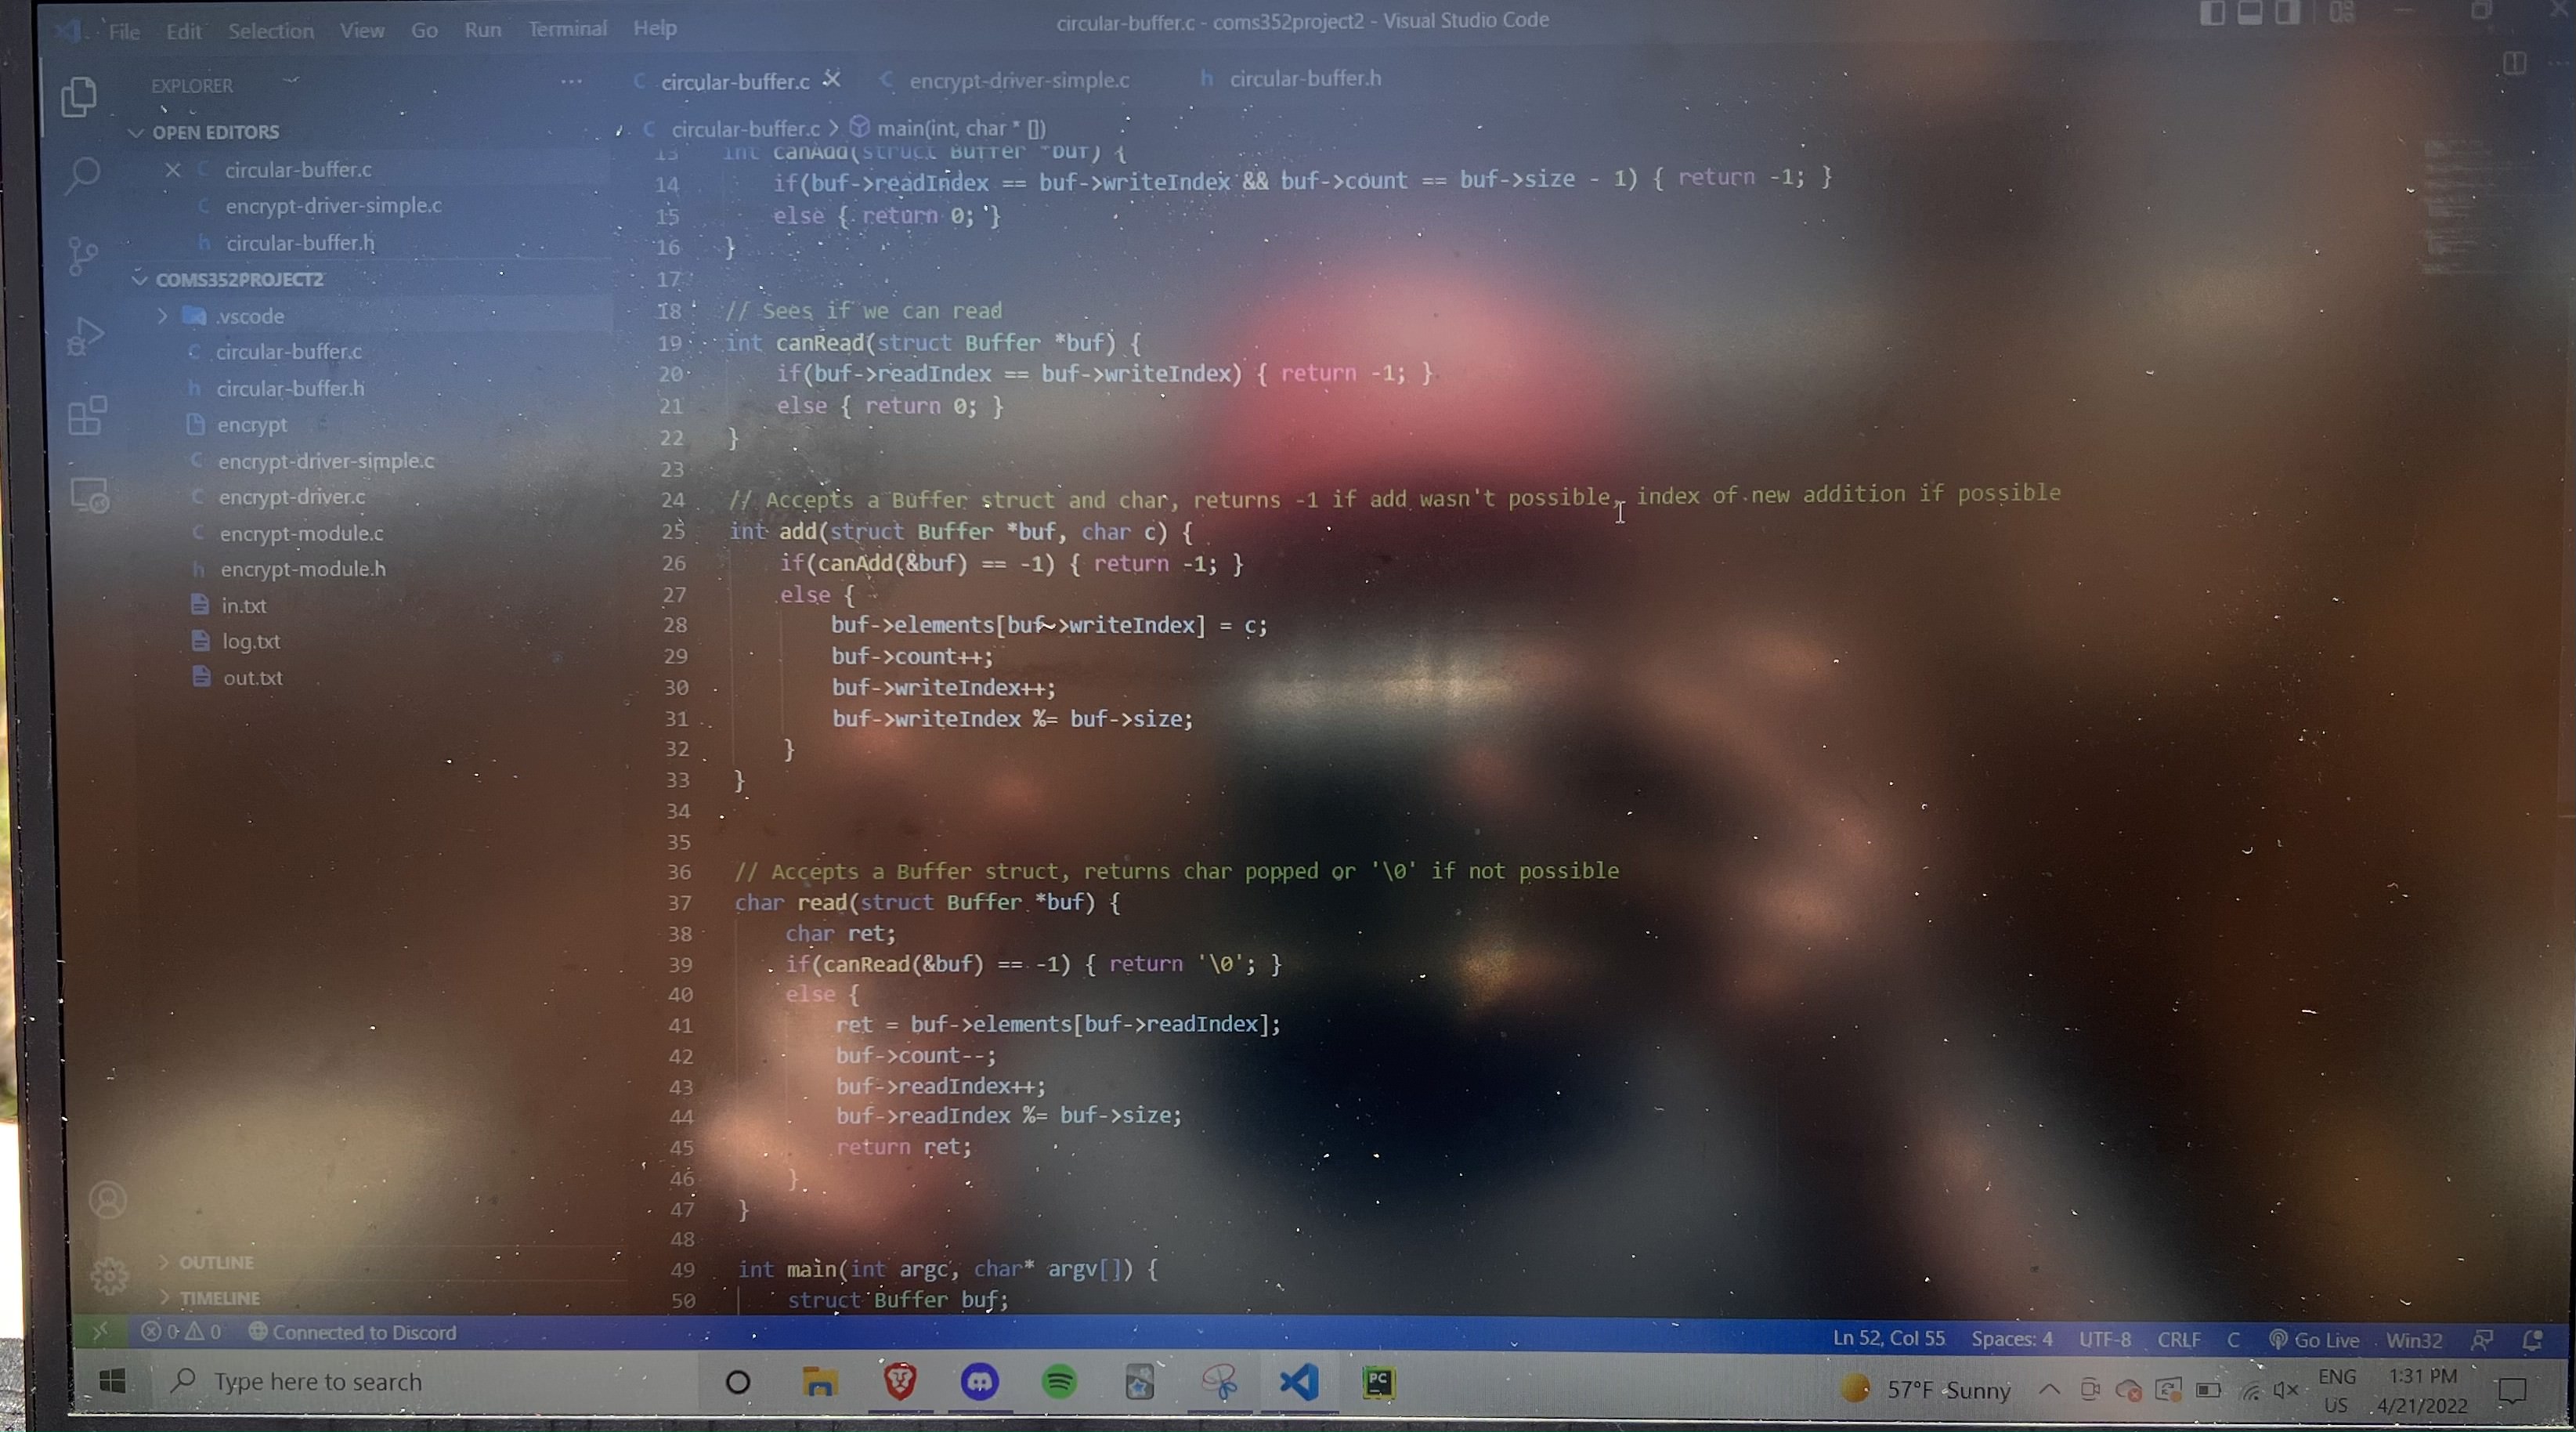 File Edit Selection View Go Run Terminal Help
circular-buffer.c - coms352project2 - Visual Studio Code
EXPLORER
OPEN EDITORS
circular-buffer.c
encrypt-driver-simple.c
circular-buffer.h
COMS352PROJECT2
.vscode
circular-buffer.c
circular-buffer.h
encrypt
encrypt-driver-simple.c
encrypt-driver.c
encrypt-module.c
encrypt-module.h
in.txt
log.txt
out.txt
OUTLINE
TIMELINE
circular-buffer.c encrypt-driver-simple.c circular-buffer.h
circular-buffer.c > main(int, char * [])
13 int canAdd(struct Buffer *buf) {
14 if(buf->readIndex == buf->writeIndex && buf->count == buf->size - 1) { return -1; }
15 else { return 0; }
16 }
17
18 // Sees if we can read
19 int canRead(struct Buffer *buf) {
20 if(buf->readIndex == buf->writeIndex) { return -1; }
21 else { return 0; }
22 }
23
24 // Accepts a Buffer struct and char, returns -1 if add wasn't possible, index of new addition if possible
25 int add(struct Buffer *buf, char c) {
26 if(canAdd(&buf) == -1) { return -1; }
27 else {
28 buf->elements[buf->writeIndex] = c;
29 buf->count++;
30 buf->writeIndex++;
31 buf->writeIndex %= buf->size;
32 }
33 }
34
35
36 // Accepts a Buffer struct, returns char popped or '\0' if not possible
37 char read(struct Buffer *buf) {
38 char ret;
39 if(canRead(&buf) == -1) { return '\0'; }
40 else {
41 ret = buf->elements[buf->readIndex];
42 buf->count--;
43 buf->readIndex++;
44 buf->readIndex %= buf->size;
45 return ret;
46 }
47 }
48
49 int main(int argc, char* argv[]) {
50 struct Buffer buf;
0 0 Connected to Discord
Ln 52, Col 55 Spaces: 4 UTF-8 CRLF C Go Live Win32
Type here to search
PC
57°F Sunny
ENG
US
1:31 PM
4/21/2022